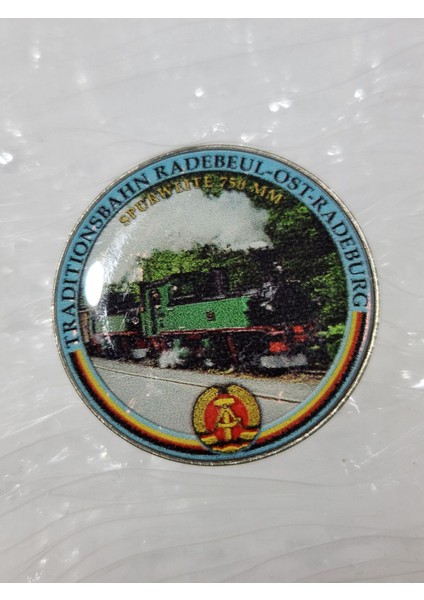 TRADITIONSBAHN RADEBEUL-OST-RADEBURG
SPURWEITE 750 MM